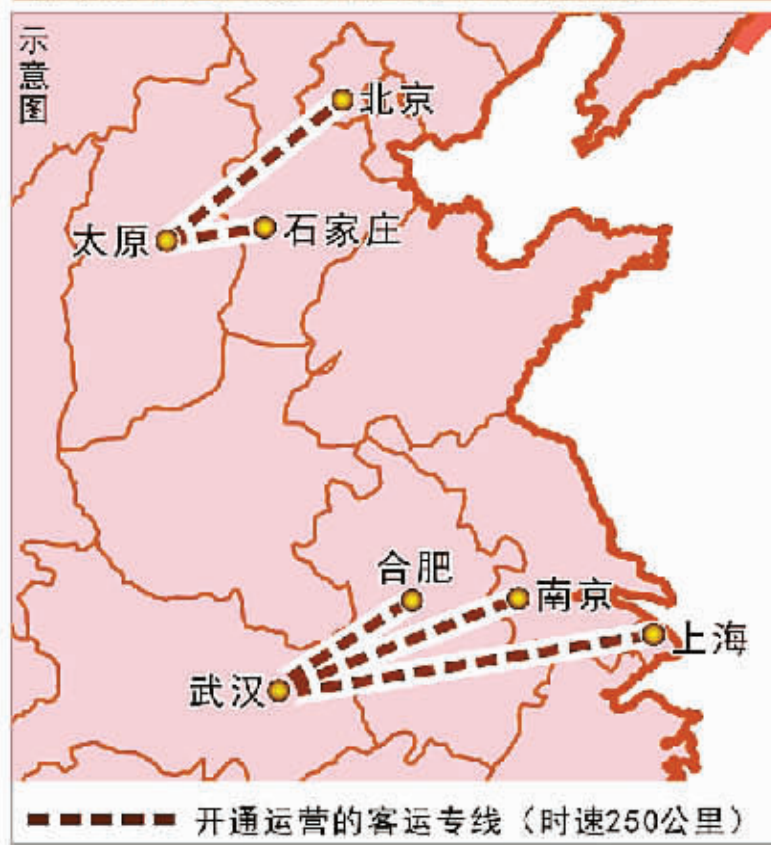 示意图
北京
太原
石家庄
合肥
南京
上海
武汉
开通运营的客运专线（时速250公里）